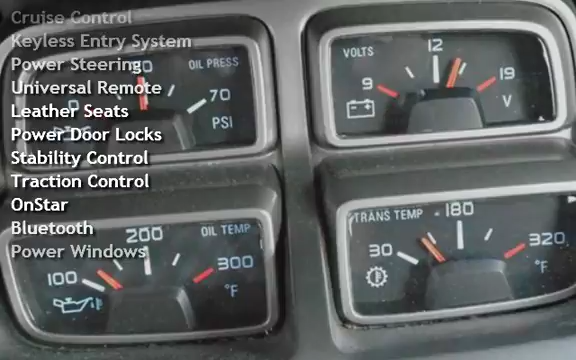 Cruise Control
Keyless Entry System
Power Steering
Universal Remote
Leather Seats
Power Door Locks
Stability Control
Traction Control
OnStar
Bluetooth
Power Windows
OIL PRESS
0
70
PSI
VOLTS
9
12
19
V
OIL TEMP
100
200
300
°F
TRANS TEMP
30
180
320
°F